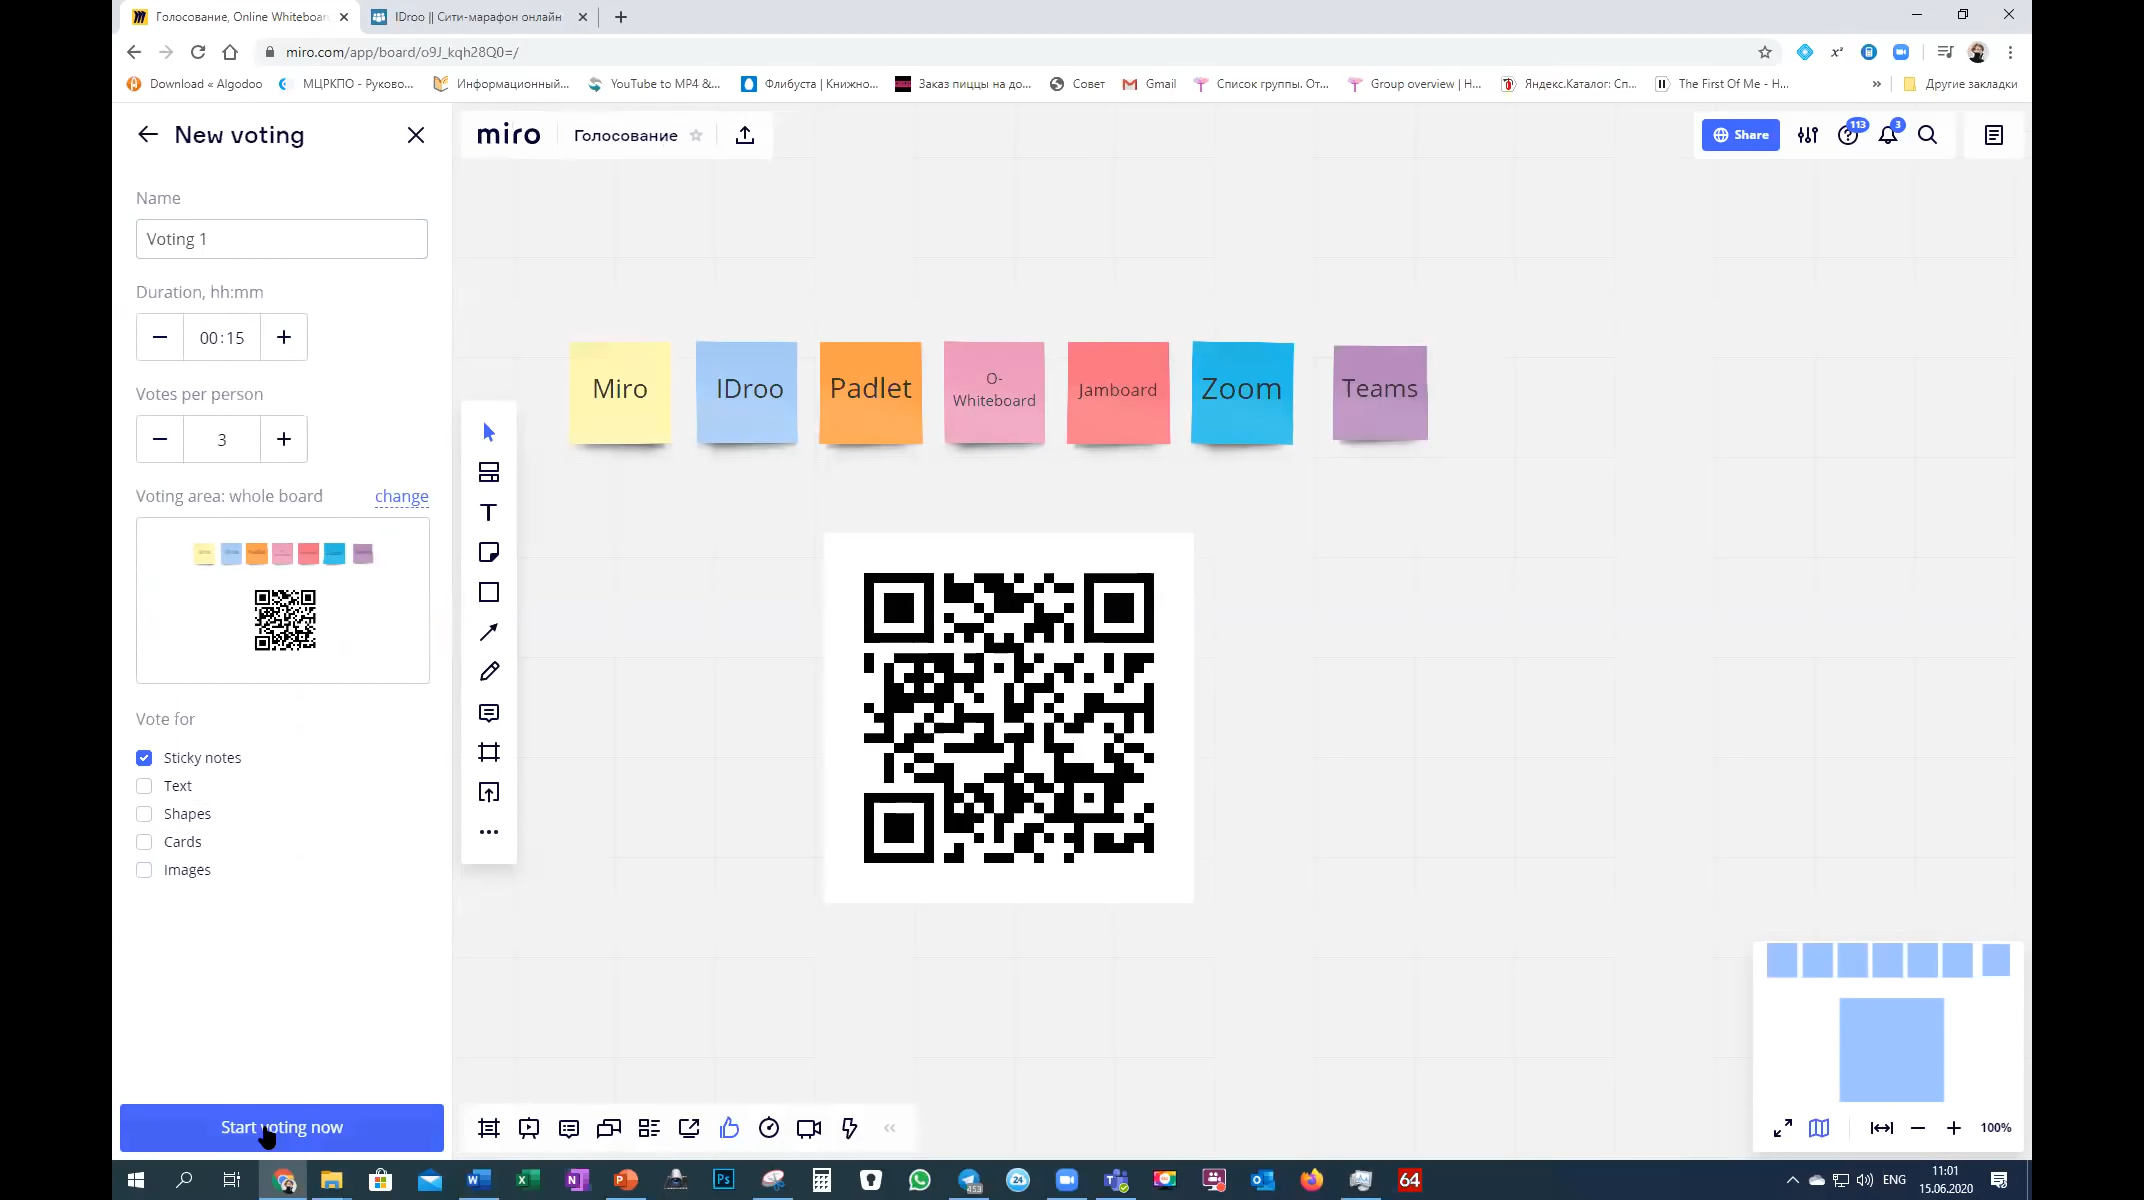 Голосование, Online Whiteboar
IDroo || Сити-марафон онлайн
miro.com/app/board/o9J_kqh28Q0=/
Download « Algodoo
МЦРКПО - Руково...
Информационный...
YouTube to MP4 &...
Флибуста | Книжно...
Заказ пиццы на до...
Совет
Gmail
Список группы. От...
Group overview | H...
Яндекс.Каталог: Сп...
The First Of Me - H...
»
Другие закладки
New voting
miro
Голосование
Share
113
3
Name
Voting 1
Duration, hh:mm
00:15
Votes per person
3
Voting area: whole board
change
Miro
IDroo
Padlet
O-
Whiteboard
Jamboard
Zoom
Teams
Vote for
Sticky notes
Text
Shapes
Cards
Images
Start voting now
100%
453
24
64
ENG
11:01
15.06.2020